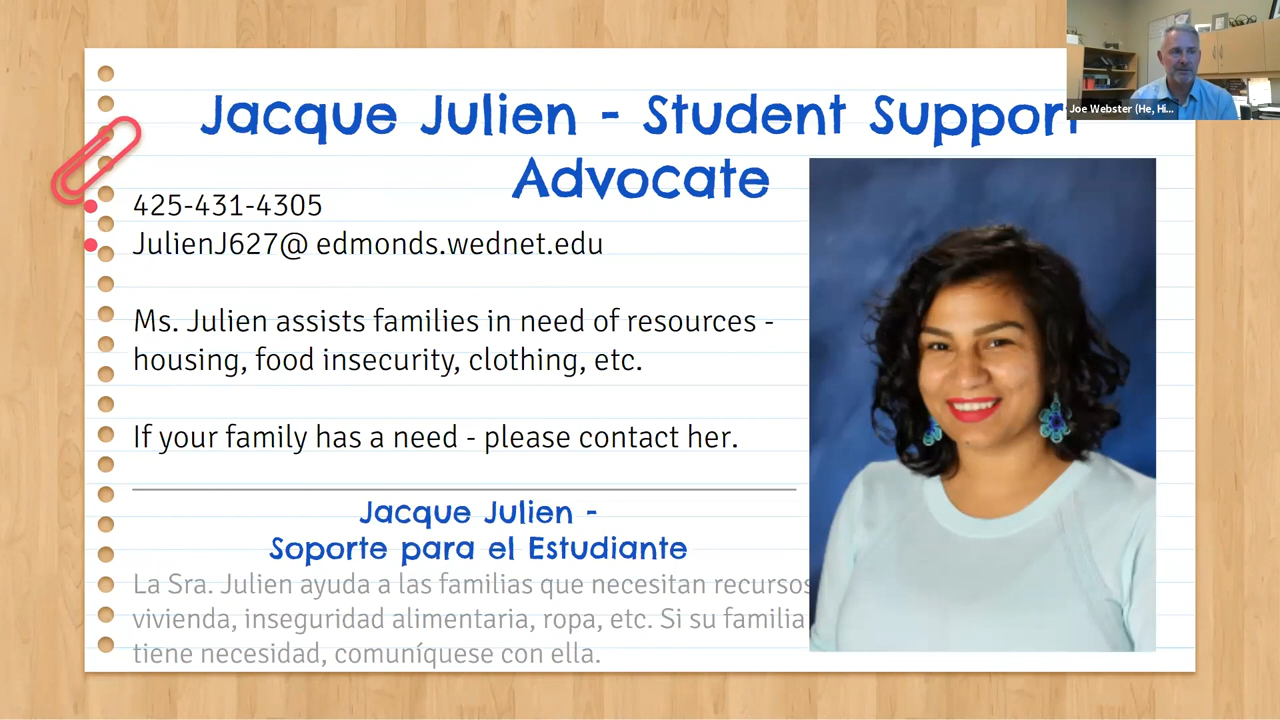 Jacque Julien - Student Support
Advocate
Joe Webster (He, Hi...
425-431-4305
JulienJ627@ edmonds.wednet.edu
Ms. Julien assists families in need of resources -
housing, food insecurity, clothing, etc.
If your family has a need - please contact her.
Jacque Julien -
Soporte para el Estudiante
La Sra. Julien ayuda a las familias que necesitan recursos
vivienda, inseguridad alimentaria, ropa, etc. Si su familia
tiene necesidad, comuníquese con ella.